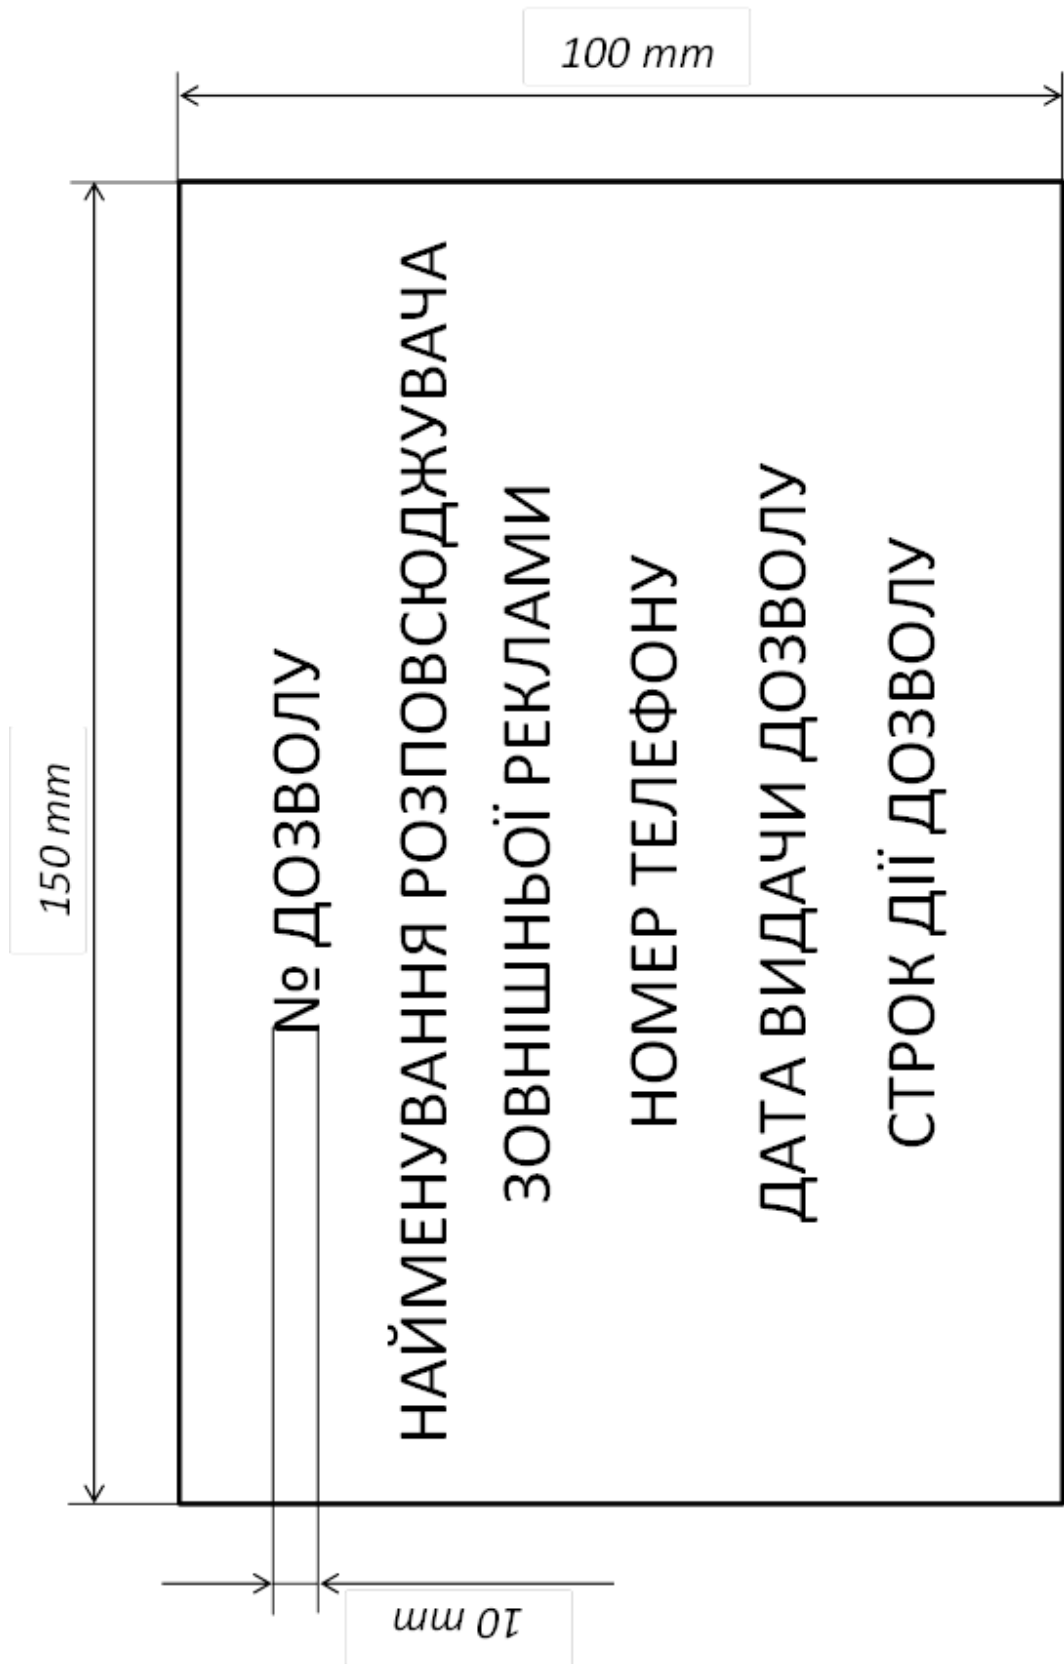 100 mm
150 mm
№ ДОЗВОЛУ
НАЙМЕНУВАННЯ РОЗПОВСЮДЖУВАЧА
ЗОВНІШНЬОЇ РЕКЛАМИ
НОМЕР ТЕЛЕФОНУ
ДАТА ВИДАЧИ ДОЗВОЛУ
СТРОК ДІЇ ДОЗВОЛУ
10 mm